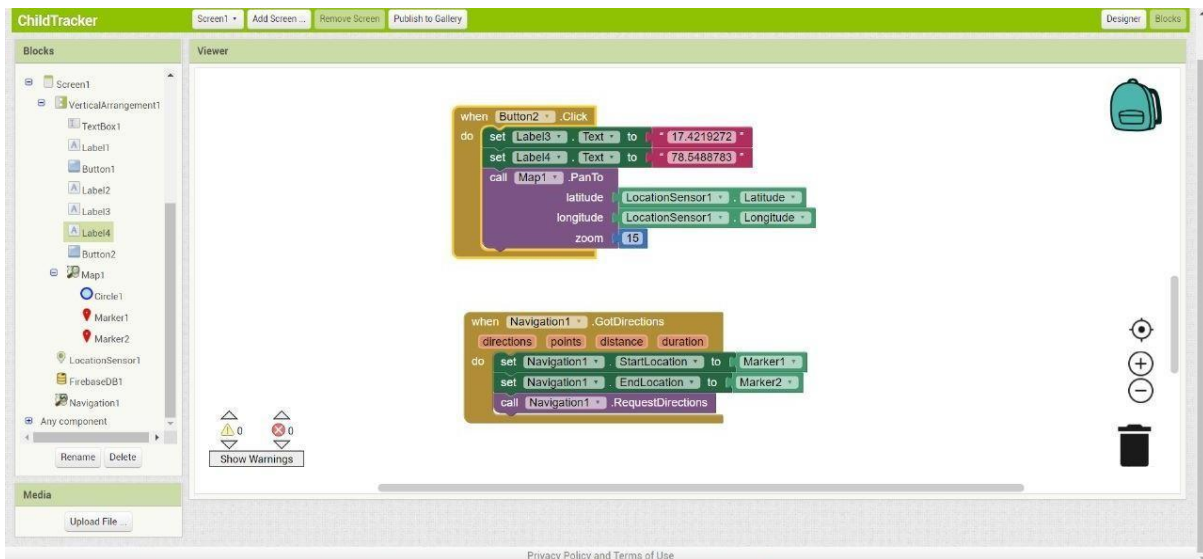 ChildTracker
Screen1 Add Screen ... Remove Screen Publish to Gallery
Designer Blocks
Blocks
Viewer
Screen1
VerticalArrangement1
TextBox1
Label1
Button1
Label2
Label3
Label4
Button2
Map1
Circle1
Marker1
Marker2
LocationSensor1
FirebaseDB1
Navigation1
Any component
Rename Delete
Media
Upload File ...
when Button2 .Click
do set Label3 . Text to " 17.4219272 "
set Label4 . Text to " 78.5488783 "
call Map1 .PanTo
latitude LocationSensor1 . Latitude
longitude LocationSensor1 . Longitude
zoom 15
when Navigation1 .GotDirections
directions points distance duration
do set Navigation1 . StartLocation to Marker1
set Navigation1 . EndLocation to Marker2
call Navigation1 .RequestDirections
0 0
Show Warnings
Privacy Policy and Terms of Use